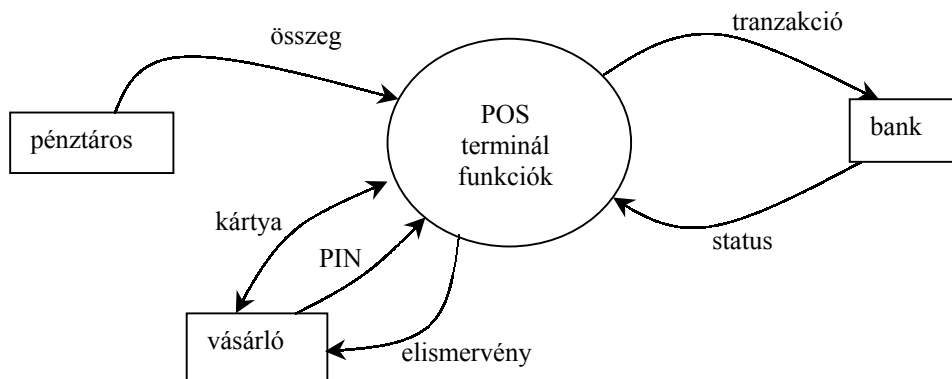 összeg
tranzakció
pénztáros
POS
terminál
funkciók
bank
kártya
PIN
status
vásárló
elismervény